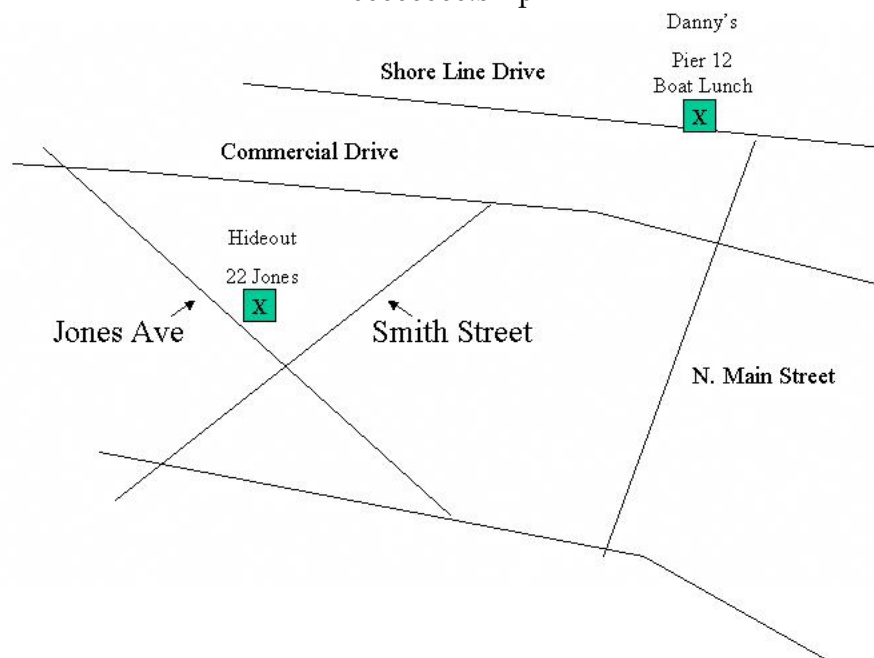 Danny's
Pier 12
Boat Lunch
X
Shore Line Drive
Commercial Drive
Hideout
22 Jones
X
Jones Ave
Smith Street
N. Main Street